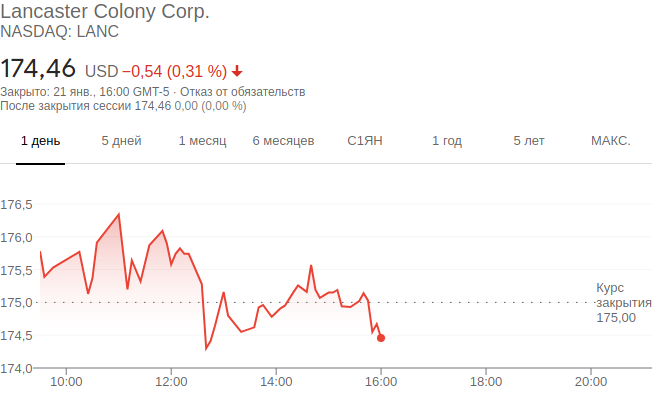 Lancaster Colony Corp.
NASDAQ: LANC
174,46 USD −0,54 (0,31 %)
Закрыто: 21 янв., 16:00 GMT-5 · Отказ от обязательств
После закрытия сессии 174,46 0,00 (0,00 %)
1 день 5 дней 1 месяц 6 месяцев С1ЯН 1 год 5 лет МАКС.
176,5
176,0
175,5
175,0
174,5
174,0
Курс
закрытия
175,00
10:00 12:00 14:00 16:00 18:00 20:00